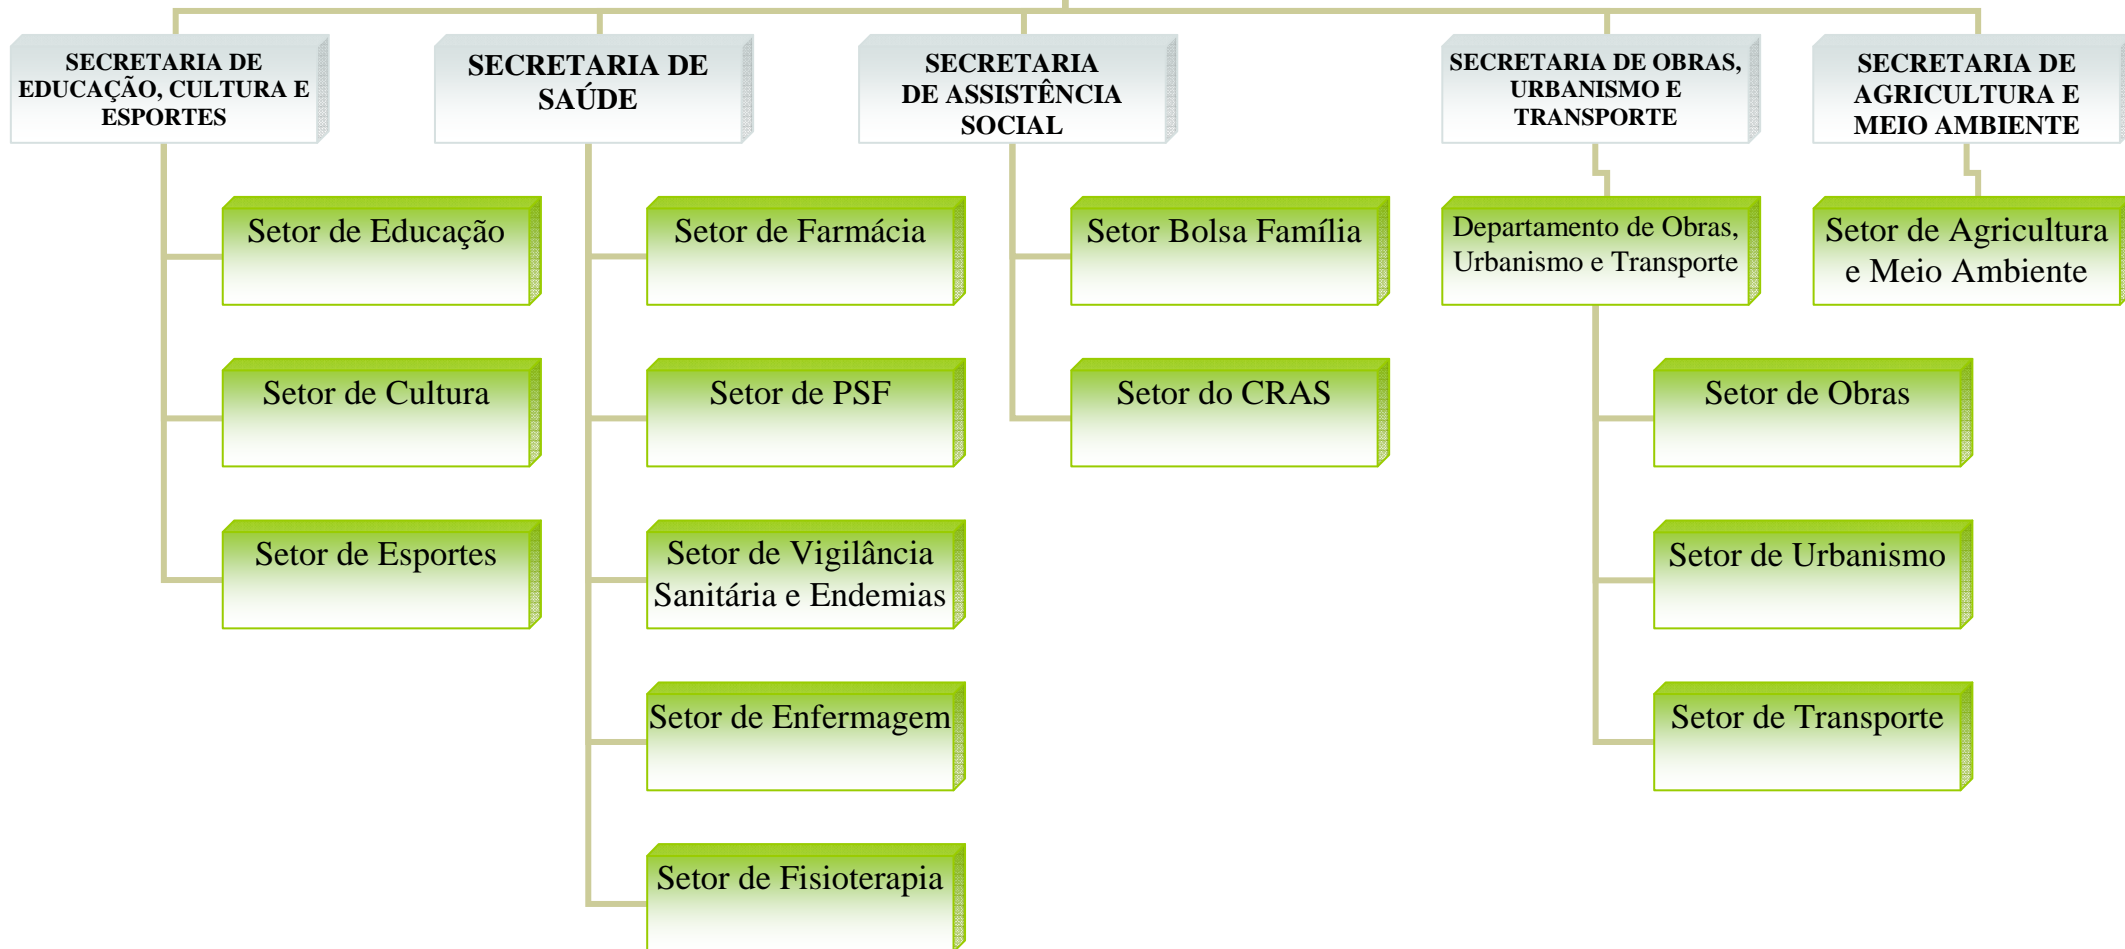 SECRETARIA DE
EDUCAÇÃO, CULTURA E
ESPORTES
SECRETARIA DE
SAÚDE
SECRETARIA
DE ASSISTÊNCIA
SOCIAL
SECRETARIA DE OBRAS,
URBANISMO E
TRANSPORTE
SECRETARIA DE
AGRICULTURA E
MEIO AMBIENTE
Setor de Educação
Setor de Farmácia
Setor Bolsa Família
Departamento de Obras,
Urbanismo e Transporte
Setor de Agricultura
e Meio Ambiente
Setor de Cultura
Setor de PSF
Setor do CRAS
Setor de Obras
Setor de Esportes
Setor de Vigilância
Sanitária e Endemias
Setor de Urbanismo
Setor de Enfermagem
Setor de Transporte
Setor de Fisioterapia